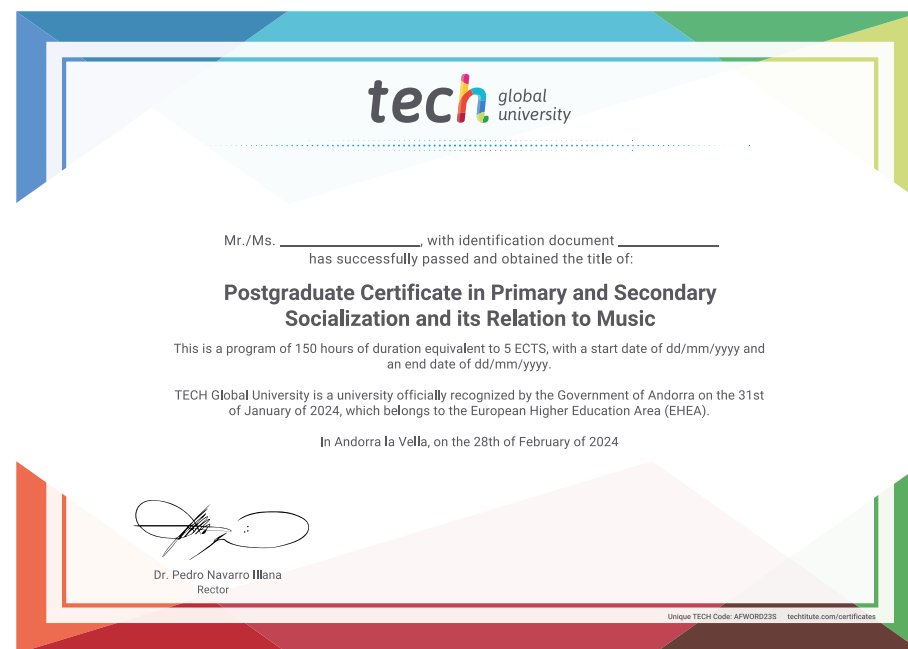 tech global university
Mr./Ms. ____________________, with identification document ______________
has successfully passed and obtained the title of:
Postgraduate Certificate in Primary and Secondary
Socialization and its Relation to Music
This is a program of 150 hours of duration equivalent to 5 ECTS, with a start date of dd/mm/yyyy and
an end date of dd/mm/yyyy.
TECH Global University is a university officially recognized by the Government of Andorra on the 31st
of January of 2024, which belongs to the European Higher Education Area (EHEA).
In Andorra la Vella, on the 28th of February of 2024
Dr. Pedro Navarro Illana
Rector
Unique TECH Code: AFWORD23S techtitute.com/certificates